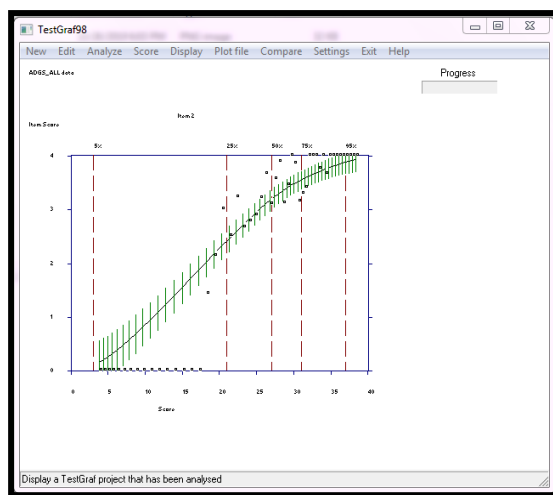 TestGraf98
New Edit Analyze Score Display Plot file Compare Settings Exit Help
ADGS_ALL data
Progress
Item 2
Item Score
5% 25% 50% 75% 95%
4
3
2
1
0
0 5 10 15 20 25 30 35 40
Score
Display a TestGraf project that has been analysed